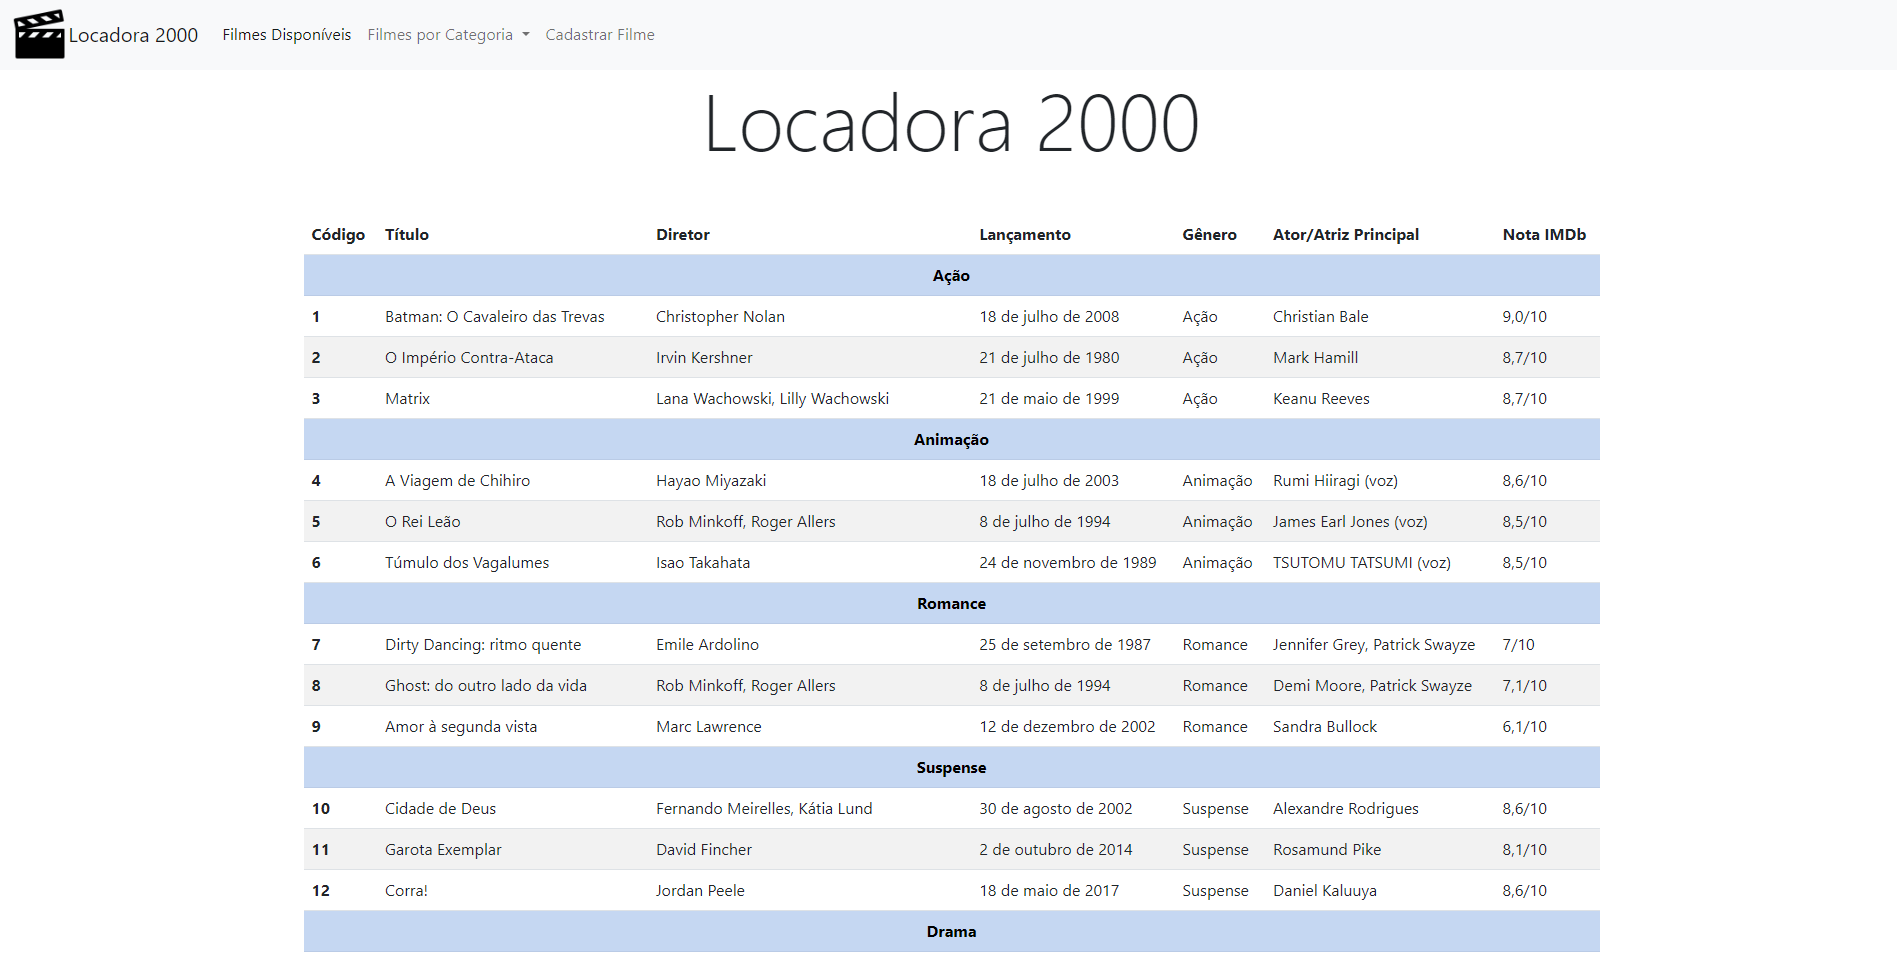 Locadora 2000 Filmes Disponíveis Filmes por Categoria Cadastrar Filme
Locadora 2000
Código Título Diretor Lançamento Gênero Ator/Atriz Principal Nota IMDb
Ação
1 Batman: O Cavaleiro das Trevas Christopher Nolan 18 de julho de 2008 Ação Christian Bale 9,0/10
2 O Império Contra-Ataca Irvin Kershner 21 de julho de 1980 Ação Mark Hamill 8,7/10
3 Matrix Lana Wachowski, Lilly Wachowski 21 de maio de 1999 Ação Keanu Reeves 8,7/10
Animação
4 A Viagem de Chihiro Hayao Miyazaki 18 de julho de 2003 Animação Rumi Hiiragi (voz) 8,6/10
5 O Rei Leão Rob Minkoff, Roger Allers 8 de julho de 1994 Animação James Earl Jones (voz) 8,5/10
6 Túmulo dos Vagalumes Isao Takahata 24 de novembro de 1989 Animação TSUTOMU TATSUMI (voz) 8,5/10
Romance
7 Dirty Dancing: ritmo quente Emile Ardolino 25 de setembro de 1987 Romance Jennifer Grey, Patrick Swayze 7/10
8 Ghost: do outro lado da vida Rob Minkoff, Roger Allers 8 de julho de 1994 Romance Demi Moore, Patrick Swayze 7,1/10
9 Amor à segunda vista Marc Lawrence 12 de dezembro de 2002 Romance Sandra Bullock 6,1/10
Suspense
10 Cidade de Deus Fernando Meirelles, Kátia Lund 30 de agosto de 2002 Suspense Alexandre Rodrigues 8,6/10
11 Garota Exemplar David Fincher 2 de outubro de 2014 Suspense Rosamund Pike 8,1/10
12 Corra! Jordan Peele 18 de maio de 2017 Suspense Daniel Kaluuya 8,6/10
Drama